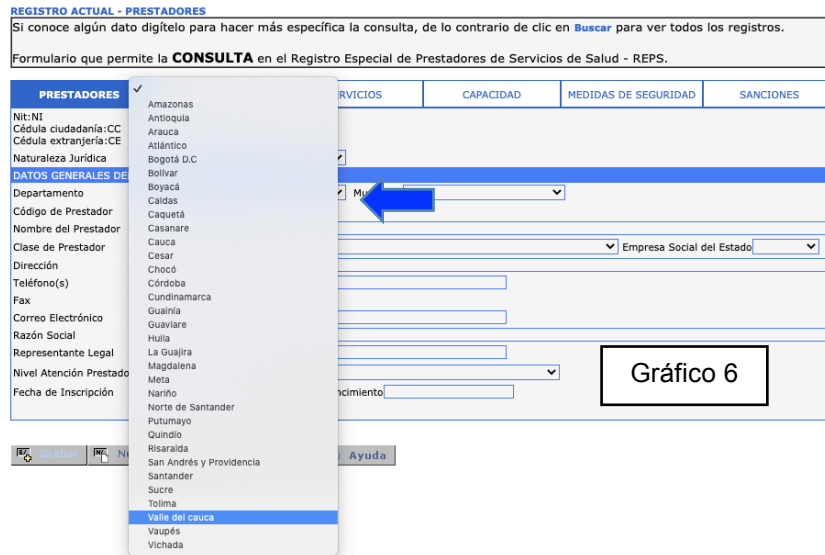 REGISTRO ACTUAL - PRESTADORES
Si conoce algún dato digítelo para hacer más específica la consulta, de lo contrario de clic en Buscar para ver todos los registros.
Formulario que permite la CONSULTA en el Registro Especial de Prestadores de Servicios de Salud - REPS.
PRESTADORES RVICIOS CAPACIDAD MEDIDAS DE SEGURIDAD SANCIONES
Nit:NI
Cédula ciudadanía:CC
Cédula extranjería:CE
Naturaleza Jurídica
DATOS GENERALES DE
Departamento Mu
Código de Prestador
Nombre del Prestador
Clase de Prestador Empresa Social del Estado
Dirección
Teléfono(s)
Fax
Correo Electrónico
Razón Social
Representante Legal
Nivel Atención Prestado
Fecha de Inscripción ncimiento
Amazonas
Antioquia
Arauca
Atlántico
Bogotá D.C
Bolívar
Boyacá
Caldas
Caquetá
Casanare
Cauca
Cesar
Chocó
Córdoba
Cundinamarca
Guainía
Guaviare
Huila
La Guajira
Magdalena
Meta
Nariño
Norte de Santander
Putumayo
Quindío
Risaralda
San Andrés y Providencia
Santander
Sucre
Tolima
Valle del cauca
Vaupés
Vichada
Gráfico 6
Grabar N Ayuda